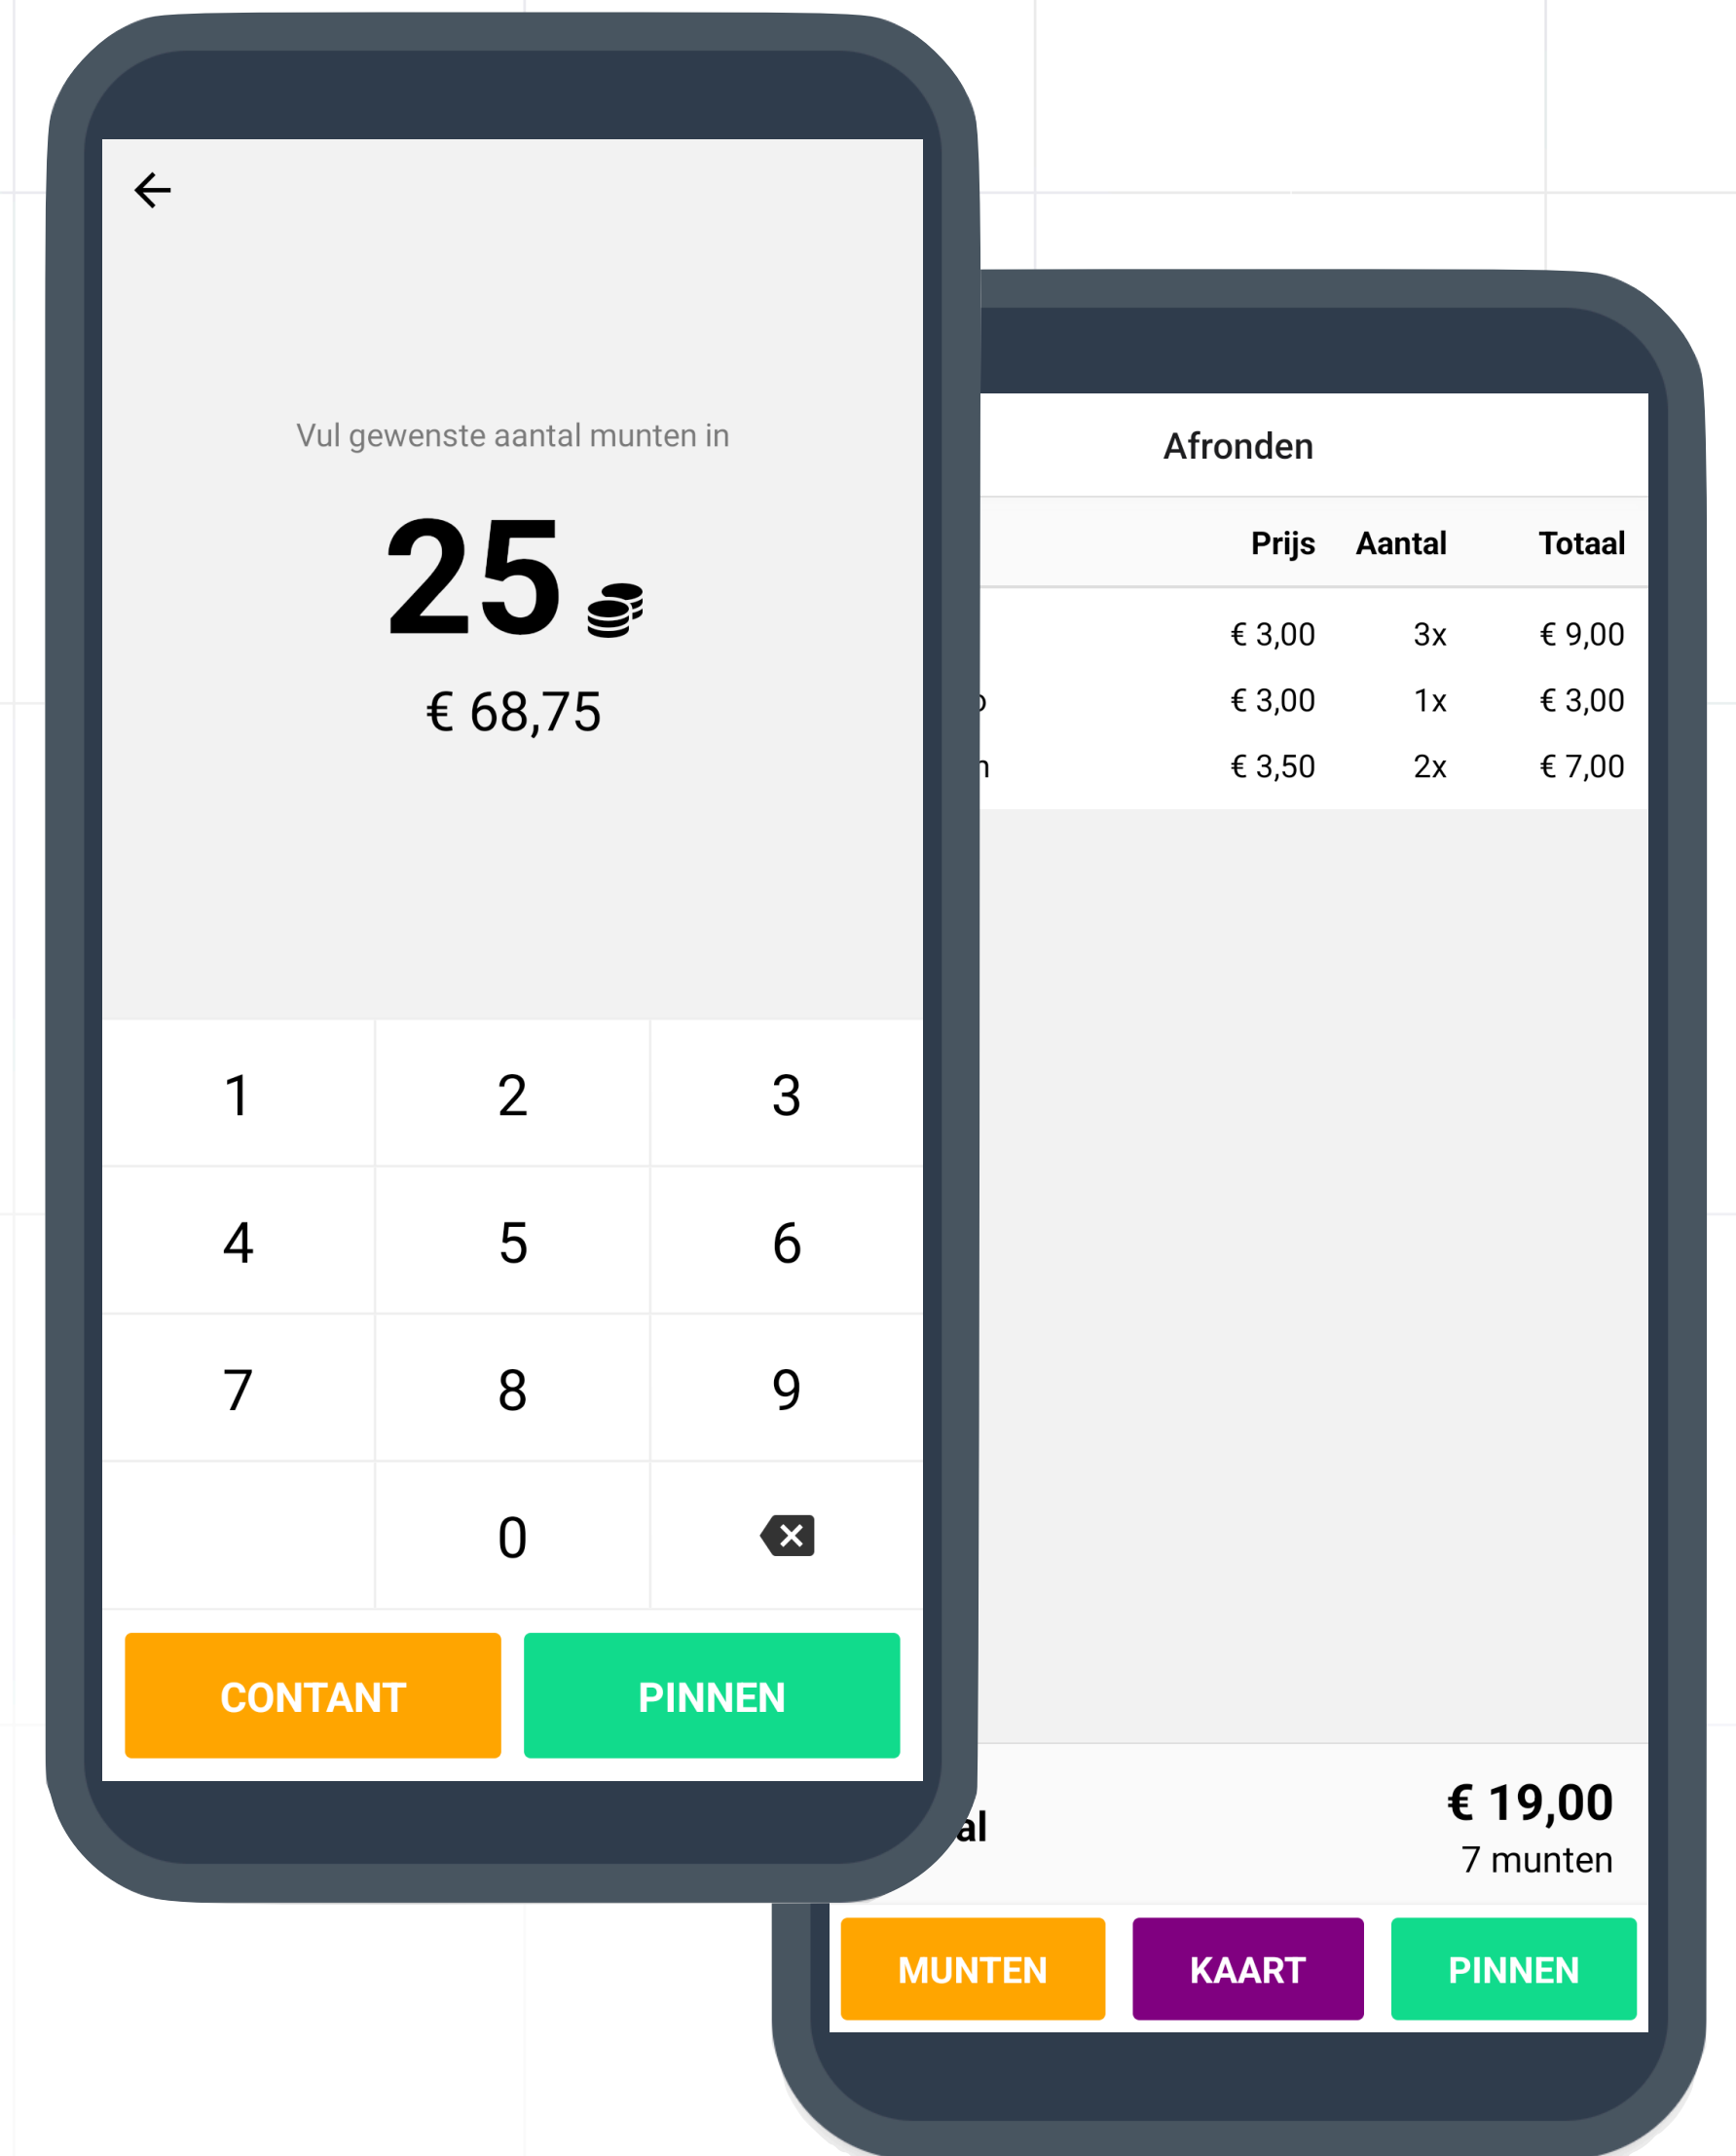 Vul gewenste aantal munten in
25
€ 68,75
1 2 3
4 5 6
7 8 9
0
CONTANT PINNEN
Afronden
Prijs Aantal Totaal
€ 3,00 3x € 9,00
€ 3,00 1x € 3,00
€ 3,50 2x € 7,00
€ 19,00
7 munten
MUNTEN KAART PINNEN